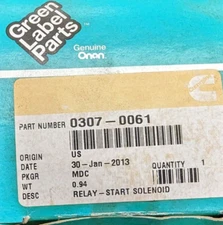 Green
Label
Parts
Genuine
Onan
PART NUMBER 0307-0061
ORIGIN US
DATE 30-Jan-2013 QUANTITY 1
PKGR MDC
WT 0.94
DESC RELAY-START SOLENOID